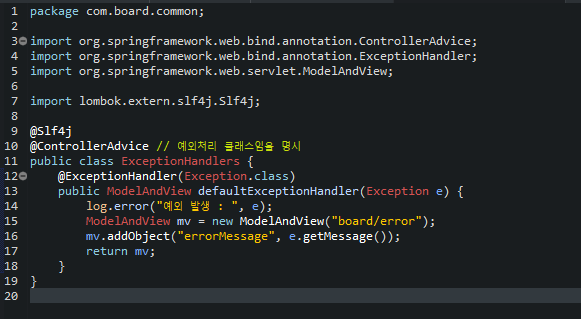 1 package com.board.common;
2
3 import org.springframework.web.bind.annotation.ControllerAdvice;
4 import org.springframework.web.bind.annotation.ExceptionHandler;
5 import org.springframework.web.servlet.ModelAndView;
6
7 import lombok.extern.slf4j.Slf4j;
8
9 @Slf4j
10 @ControllerAdvice // 예외처리 클래스임을 명시
11 public class ExceptionHandlers {
12     @ExceptionHandler(Exception.class)
13     public ModelAndView defaultExceptionHandler(Exception e) {
14         log.error("예외 발생 : ", e);
15         ModelAndView mv = new ModelAndView("board/error");
16         mv.addObject("errorMessage", e.getMessage());
17         return mv;
18     }
19 }
20